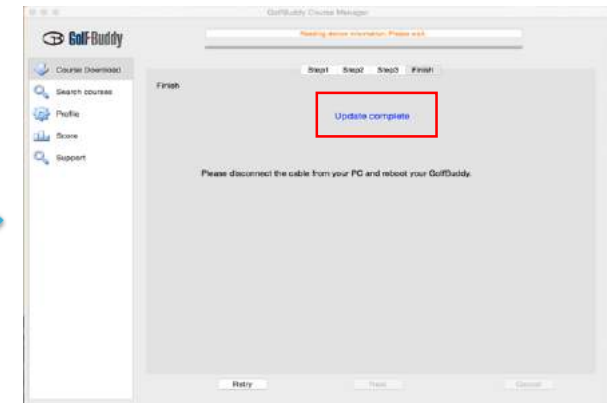 GolfBuddy Course Manager
GolfBuddy
Reading device information. Please wait.
Course Download
Search courses
Profile
Score
Support
Step1 Step2 Step3 Finish
Finish
Update complete
Please disconnect the cable from your PC and reboot your GolfBuddy.
Retry Next Cancel